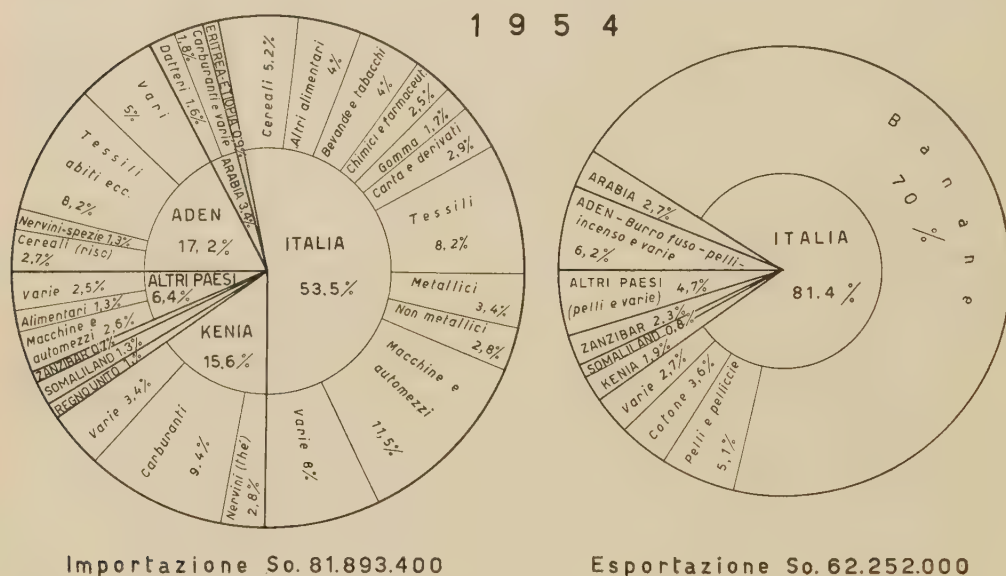 1954
ERITREA-ETIOPIA 0.9%
Carburanti e varie
1.8%
Datteri 1.6%
ARABIA 3.4%
Vari
5%
Tessili
abiti ecc.
8,2%
Nervini-spezie 1,3%
Cereali (riso)
2,7%
ADEN
17,2%
Cereali 5.2%
Altri alimentari
4%
Bevande e tabacchi
4%
Chimici e farmaceut.
2,5%
Gomma 1,7%
Carta e derivati
2,9%
Tessili
8.2%
Metallici
3,4%
Non metallici
2,8%
Macchine e
automezzi
11,5%
Varie 8%
ITALIA
53.5%
ALTRI PAESI
6,4%
Varie 2,5%
Alimentari 1,3%
Macchine e
automezzi 2,6%
ZANZIBAR 0.7%
SOMALILAND 1.3%
REGNO UNITO
KENIA
15,6%
Varie 3,4%
Carburanti
9.4%
Nervini (thé)
2,8%
Importazione So. 81.893.400
Banane
70%
ITALIA
81.4%
ARABIA 2,7%
ADEN-Burro fuso-pelli-
incenso e varie
6,2%
ALTRI PAESI 4,7%
(pelli e varie)
ZANZIBAR 2,3%
SOMALILAND 0.8%
KENIA 1,9%
Varie 2,7%
Cotone 3,6%
Pelli e pelliccie
5,1%
Esportazione So. 62.252.000